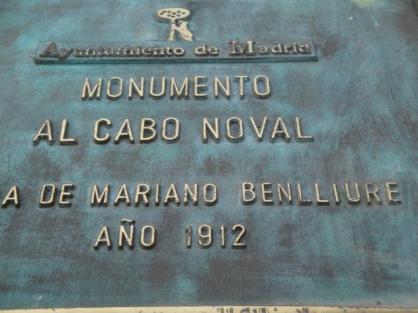 Ayuntamiento de Madrid
MONUMENTO
AL CABO NOVAL
A DE MARIANO BENLLIURE
AÑO 1912